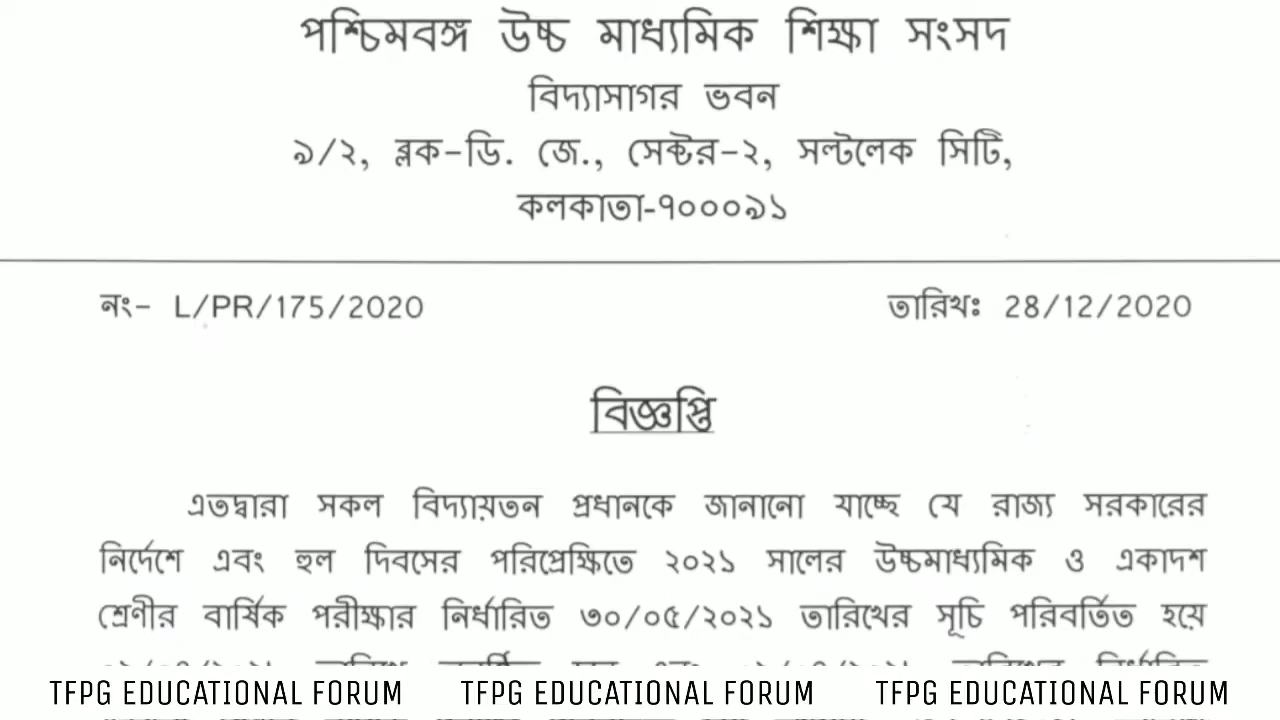 পশ্চিমবঙ্গ উচ্চ মাধ্যমিক শিক্ষা সংসদ
বিদ্যাসাগর ভবন
৯/২, ব্লক-ডি. জে., সেক্টর-২, সল্টলেক সিটি,
কলকাতা-৭০০০৯১
নং- L/PR/175/2020 তারিখঃ 28/12/2020
বিজ্ঞপ্তি
এতদ্বারা সকল বিদ্যায়তন প্রধানকে জানানো যাচ্ছে যে রাজ্য সরকারের
নির্দেশে এবং হুল দিবসের পরিপ্রেক্ষিতে ২০২১ সালের উচ্চমাধ্যমিক ও একাদশ
শ্রেণীর বার্ষিক পরীক্ষার নির্ধারিত ৩০/০৫/২০২১ তারিখের সূচি পরিবর্তিত হয়ে
TFPG EDUCATIONAL FORUM TFPG EDUCATIONAL FORUM TFPG EDUCATIONAL FORUM